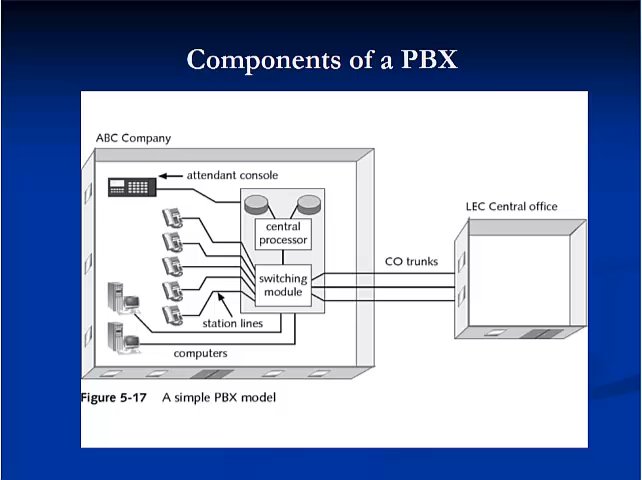 Components of a PBX
ABC Company
attendant console
LEC Central office
central
processor
CO trunks
switching
module
station lines
computers
Figure 5-17 A simple PBX model